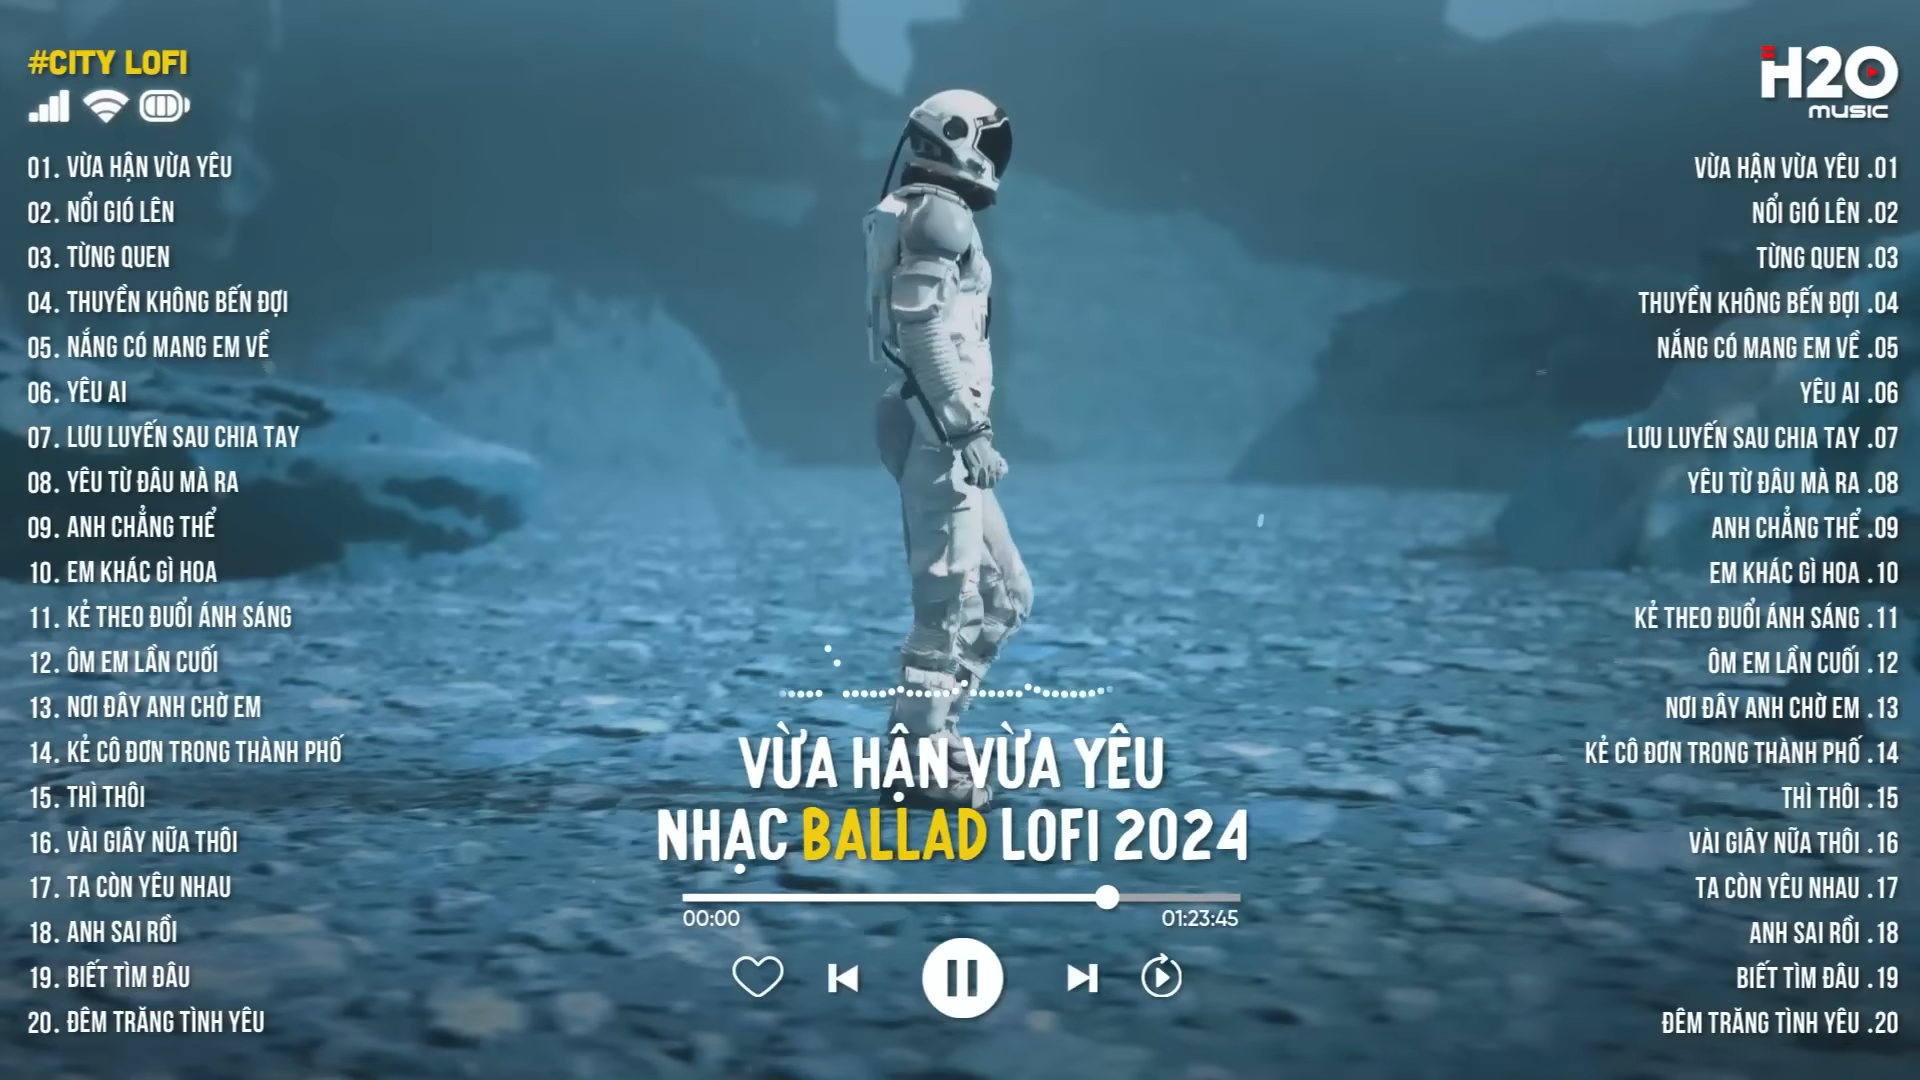 #CITY LOFI
01. VỪA HẬN VỪA YÊU
02. NỔI GIÓ LÊN
03. TỪNG QUEN
04. THUYỀN KHÔNG BẾN ĐỢI
05. NẮNG CÓ MANG EM VỀ
06. YÊU AI
07. LƯU LUYẾN SAU CHIA TAY
08. YÊU TỪ ĐÂU MÀ RA
09. ANH CHẲNG THỂ
10. EM KHÁC GÌ HOA
11. KẺ THEO ĐUỔI ÁNH SÁNG
12. ÔM EM LẦN CUỐI
13. NƠI ĐÂY ANH CHỜ EM
14. KẺ CÔ ĐƠN TRONG THÀNH PHỐ
15. THÌ THÔI
16. VÀI GIÂY NỮA THÔI
17. TA CÒN YÊU NHAU
18. ANH SAI RỒI
19. BIẾT TÌM ĐÂU
20. ĐÊM TRĂNG TÌNH YÊU
VỪA HẬN VỪA YÊU
NHẠC BALLAD LOFI 2024
00:00
01:23:45
H2O
MUSIC
VỪA HẬN VỪA YÊU .01
NỔI GIÓ LÊN .02
TỪNG QUEN .03
THUYỀN KHÔNG BẾN ĐỢI .04
NẮNG CÓ MANG EM VỀ .05
YÊU AI .06
LƯU LUYẾN SAU CHIA TAY .07
YÊU TỪ ĐÂU MÀ RA .08
ANH CHẲNG THỂ .09
EM KHÁC GÌ HOA .10
KẺ THEO ĐUỔI ÁNH SÁNG .11
ÔM EM LẦN CUỐI .12
NƠI ĐÂY ANH CHỜ EM .13
KẺ CÔ ĐƠN TRONG THÀNH PHỐ .14
THÌ THÔI .15
VÀI GIÂY NỮA THÔI .16
TA CÒN YÊU NHAU .17
ANH SAI RỒI .18
BIẾT TÌM ĐÂU .19
ĐÊM TRĂNG TÌNH YÊU .20